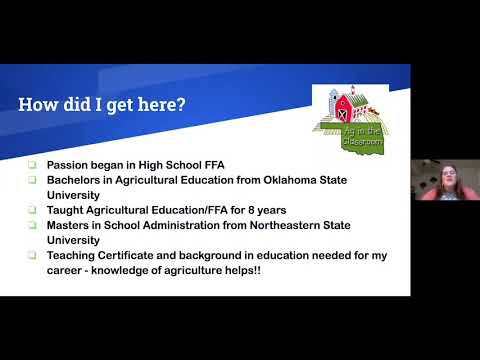 How did I get here?
Ag in the
Classroom
Passion began in High School FFA
Bachelors in Agricultural Education from Oklahoma State
University
Taught Agricultural Education/FFA for 8 years
Masters in School Administration from Northeastern State
University
Teaching Certificate and background in education needed for my
career - knowledge of agriculture helps!!